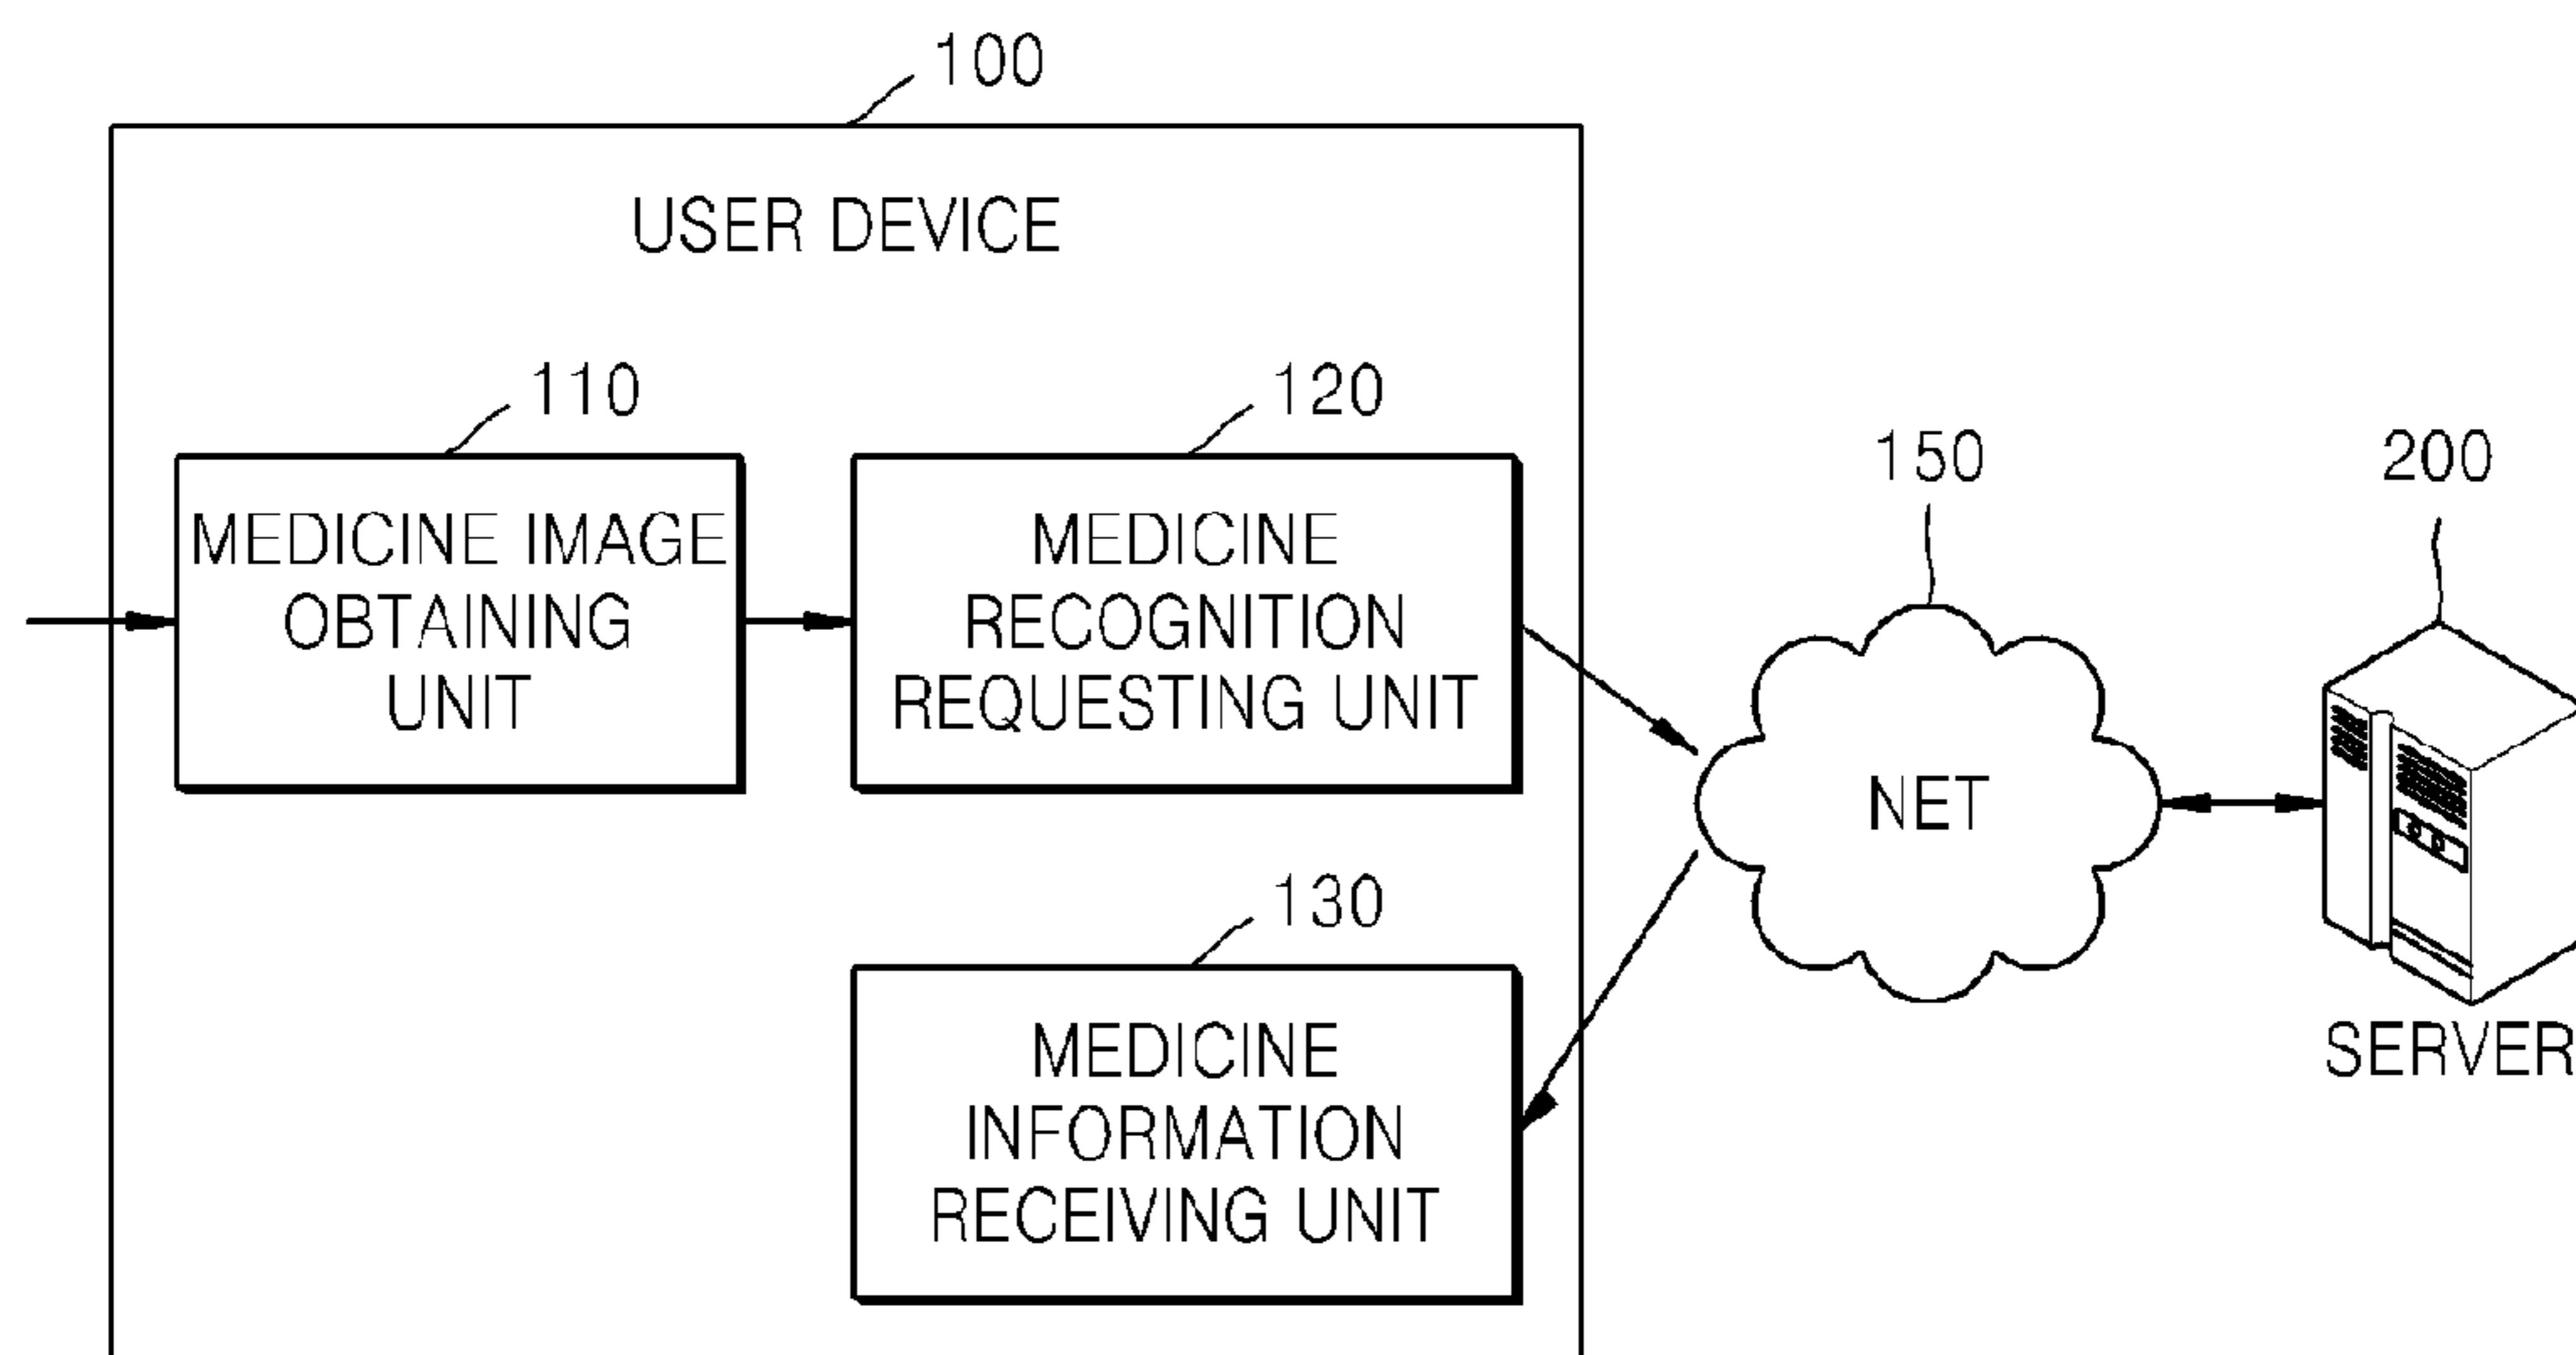 100
USER DEVICE
110
120
150
200
MEDICINE IMAGE
OBTAINING
UNIT
MEDICINE
RECOGNITION
REQUESTING UNIT
NET
130
MEDICINE
INFORMATION
RECEIVING UNIT
SERVER